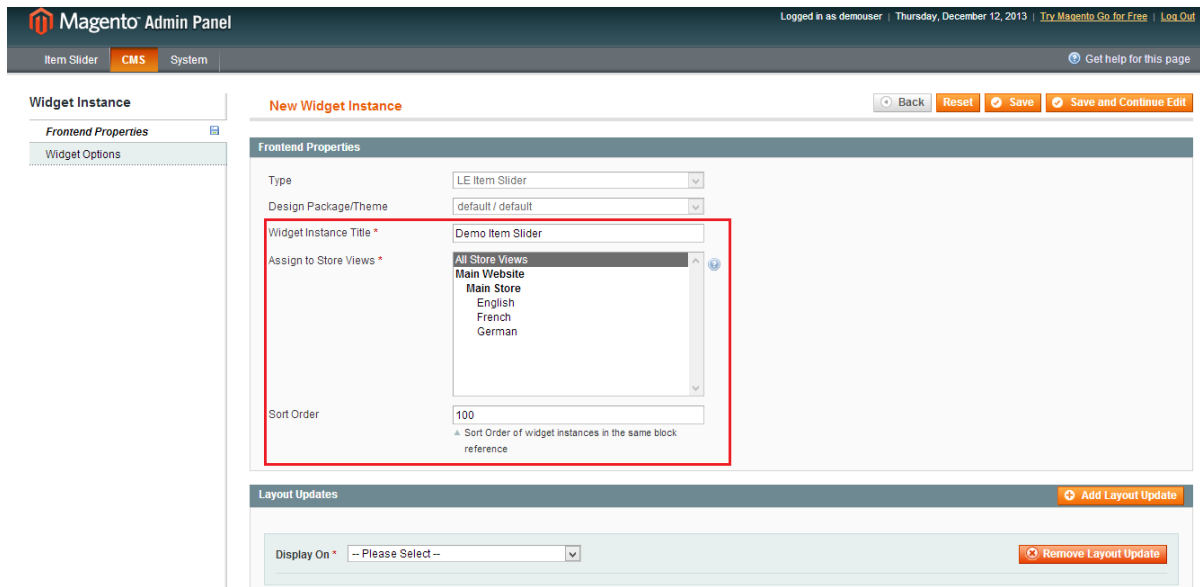 Magento Admin Panel
Logged in as demouser | Thursday, December 12, 2013 | Try Magento Go for Free | Log Out
Item Slider CMS System Get help for this page
Widget Instance
Frontend Properties
Widget Options
New Widget Instance Back Reset Save Save and Continue Edit
Frontend Properties
Type LE Item Slider
Design Package/Theme default / default
Widget Instance Title * Demo Item Slider
Assign to Store Views * All Store Views
Main Website
Main Store
English
French
German
Sort Order 100
Sort Order of widget instances in the same block
reference
Layout Updates Add Layout Update
Display On * -- Please Select -- Remove Layout Update